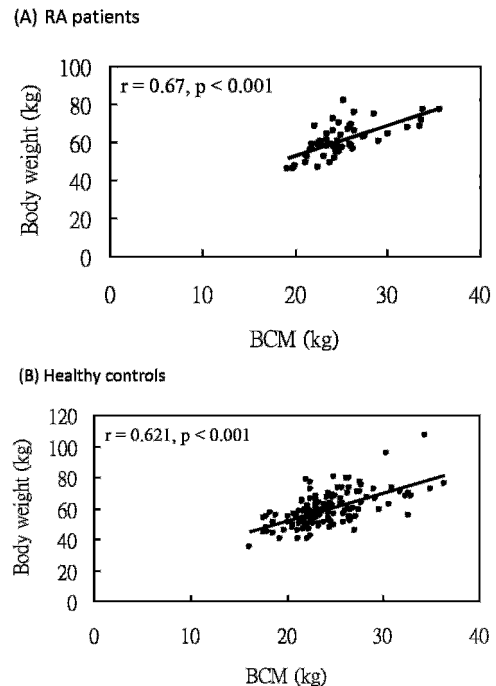 (A) RA patients
100
r = 0.67, p < 0.001
80
60
40
20
0
Body weight (kg)
0 10 20 30 40
BCM (kg)
(B) Healthy controls
120
r = 0.621, p < 0.001
100
80
60
40
20
0
Body weight (kg)
0 10 20 30 40
BCM (kg)